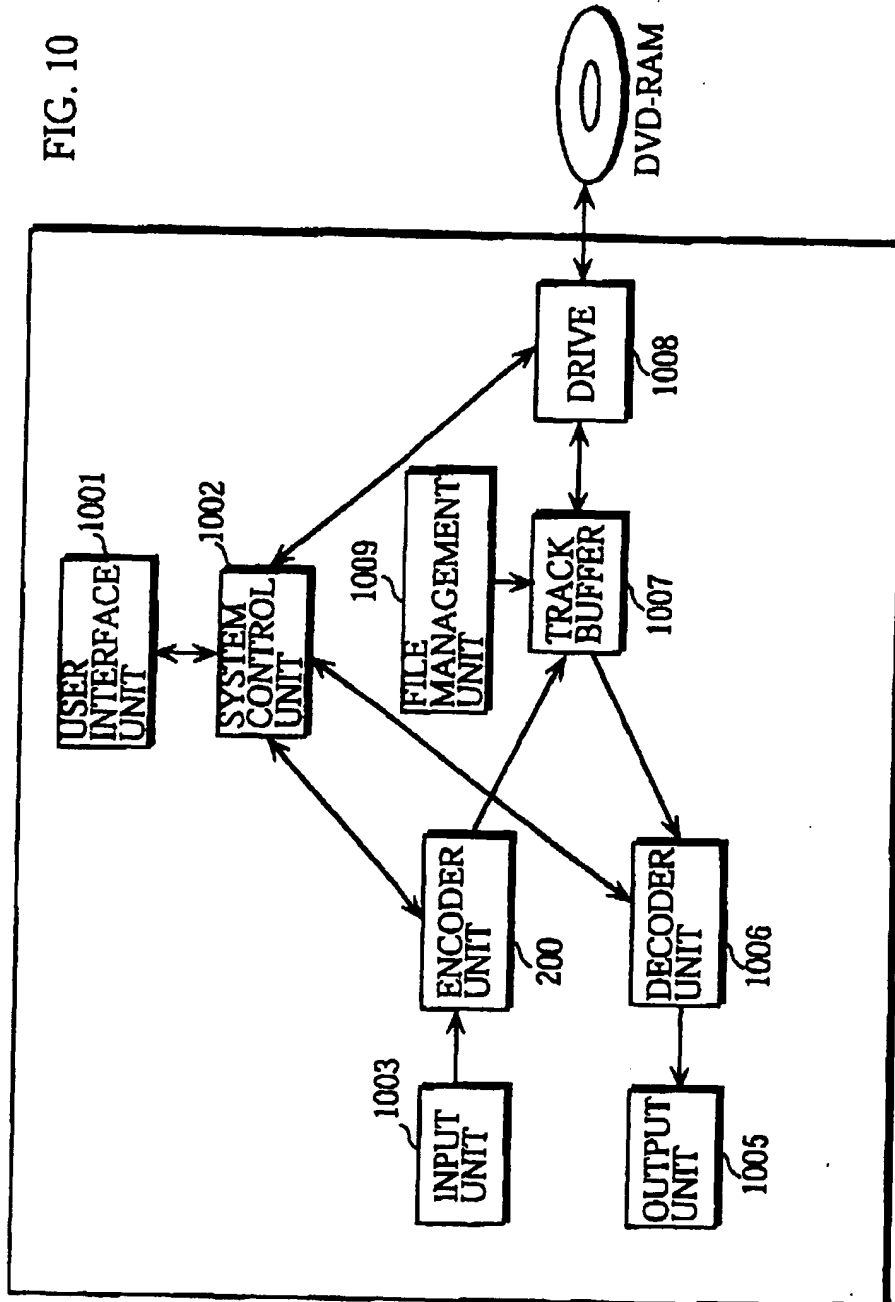 FIG. 10
USER
INTERFACE
UNIT
1001
SYSTEM
CONTROL
UNIT
1002
1009
FILE
MANAGEMENT
UNIT
1003
INPUT
UNIT
ENCODER
UNIT
200
TRACK
BUFFER
1007
DRIVE
1008
DVD-RAM
OUTPUT
UNIT
1005
DECODER
UNIT
1006